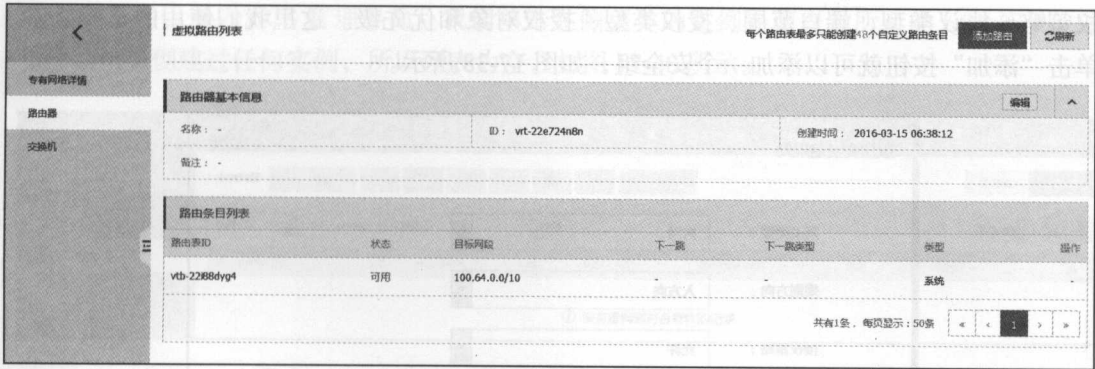 虚拟路由列表
每个路由表最多只能创建48个自定义路由条目 添加路由 刷新
专有网络详情
路由器
交换机
路由器基本信息 编辑
名称： -
ID： vrt-22e724n8n
创建时间： 2016-03-15 06:38:12
备注： -
路由条目列表
路由表ID 状态 目标网段 下一跳 下一跳类型 类型 操作
vtb-22l88dyg4 可用 100.64.0.0/10 - 系统 -
共有1条， 每页显示：50条 « ‹ 1 › »